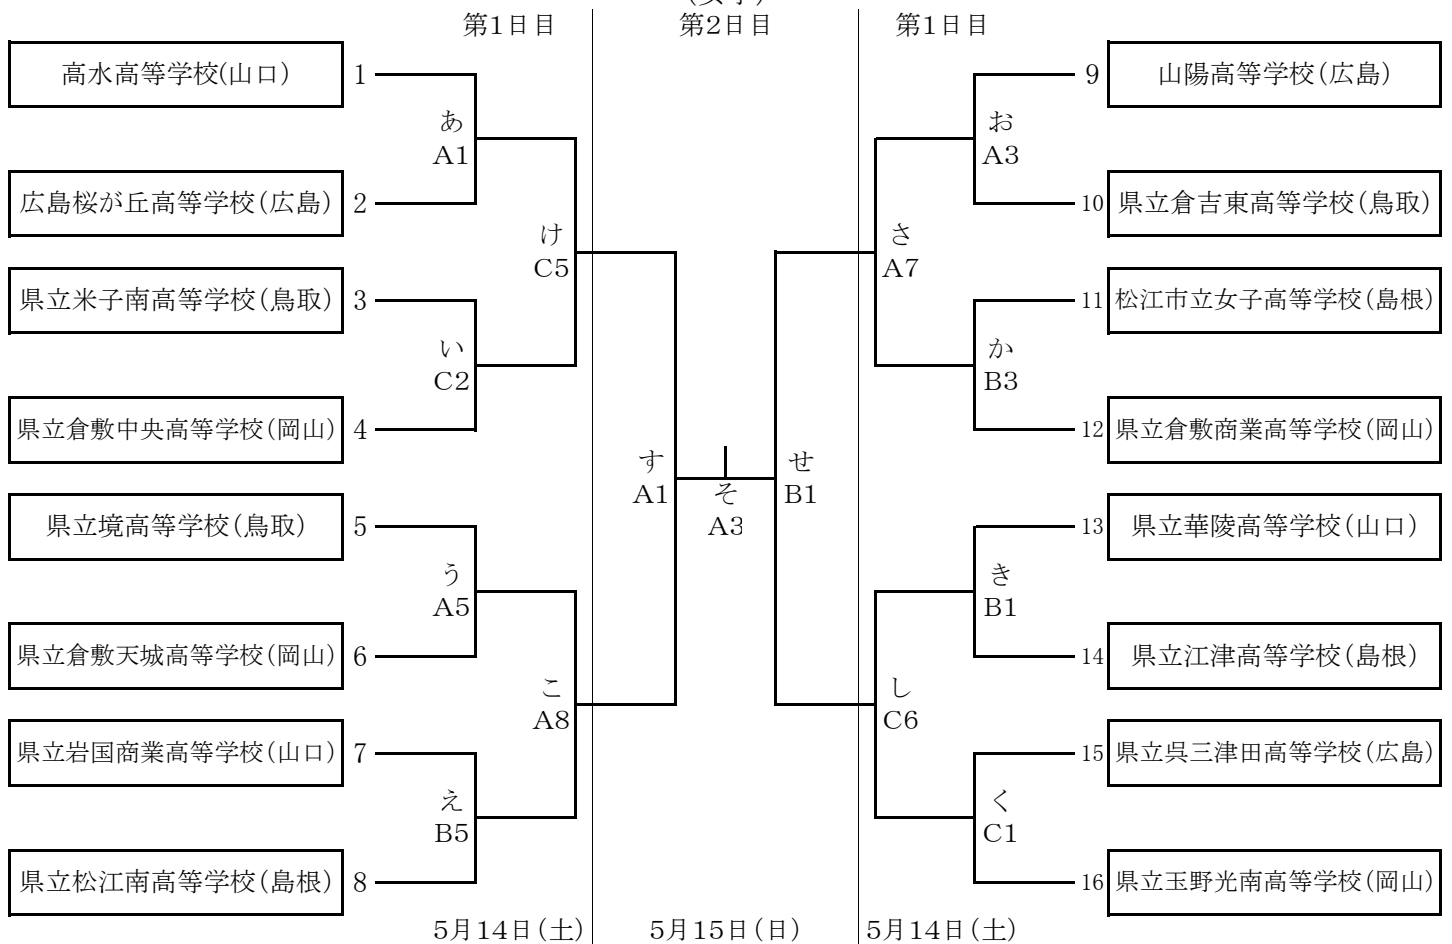 (女子)
第1日目
第2日目
第1日目
高水高等学校(山口)
1
あ
A1
広島桜が丘高等学校(広島)
2
け
C5
県立米子南高等学校(鳥取)
3
い
C2
県立倉敷中央高等学校(岡山)
4
す
A1
県立境高等学校(鳥取)
5
う
A5
県立倉敷天城高等学校(岡山)
6
こ
A8
県立岩国商業高等学校(山口)
7
え
B5
県立松江南高等学校(島根)
8
そ
A3
せ
B1
9
山陽高等学校(広島)
お
A3
10
県立倉吉東高等学校(鳥取)
さ
A7
11
松江市立女子高等学校(島根)
か
B3
12
県立倉敷商業高等学校(岡山)
13
県立華陵高等学校(山口)
き
B1
14
県立江津高等学校(島根)
し
C6
15
県立呉三津田高等学校(広島)
く
C1
16
県立玉野光南高等学校(岡山)
5月14日(土)
5月15日(日)
5月14日(土)